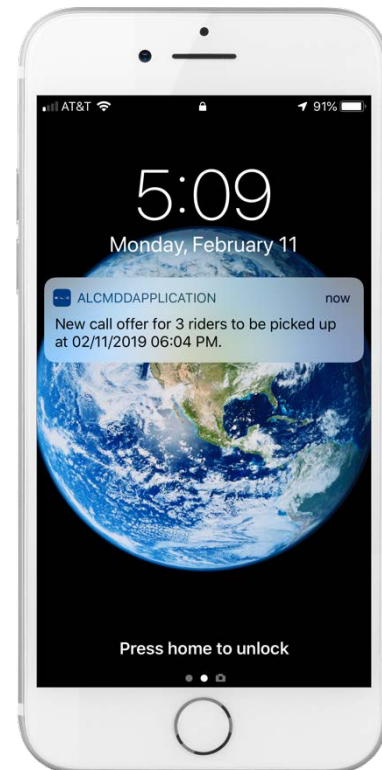 AT&T 91%
5:09
Monday, February 11
ALCMDDAPPLICATION now
New call offer for 3 riders to be picked up
at 02/11/2019 06:04 PM.
Press home to unlock